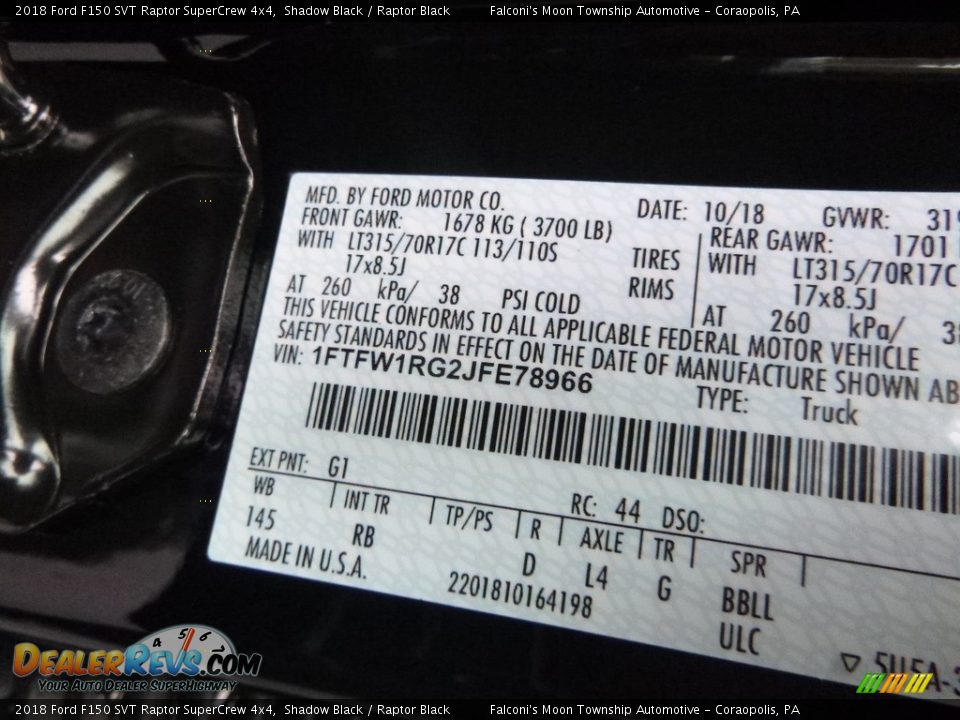 2018 Ford F150 SVT Raptor SuperCrew 4x4, Shadow Black / Raptor Black Falconi's Moon Township Automotive - Coraopolis, PA
MFD. BY FORD MOTOR CO. DATE: 10/18 GVWR: 319
FRONT GAWR: 1678 KG ( 3700 LB) REAR GAWR: 1701
WITH LT315/70R17C 113/110S TIRES WITH LT315/70R17C
17x8.5J RIMS 17x8.5J
AT 260 kPa/ 38 PSI COLD AT 260 kPa/ 38
THIS VEHICLE CONFORMS TO ALL APPLICABLE FEDERAL MOTOR VEHICLE
SAFETY STANDARDS IN EFFECT ON THE DATE OF MANUFACTURE SHOWN AB
VIN: 1FTFW1RG2JFE78966 TYPE: Truck
EXT PNT: G1 RC: 44 DSO:
WB INT TR TP/PS R AXLE TR SPR
145 RB D L4 G BBLL
MADE IN U.S.A. 2201810164198 ULC
DEALERREVS.COM
YOUR AUTO DEALER SUPERHIGHWAY
2018 Ford F150 SVT Raptor SuperCrew 4x4, Shadow Black / Raptor Black Falconi's Moon Township Automotive - Coraopolis, PA